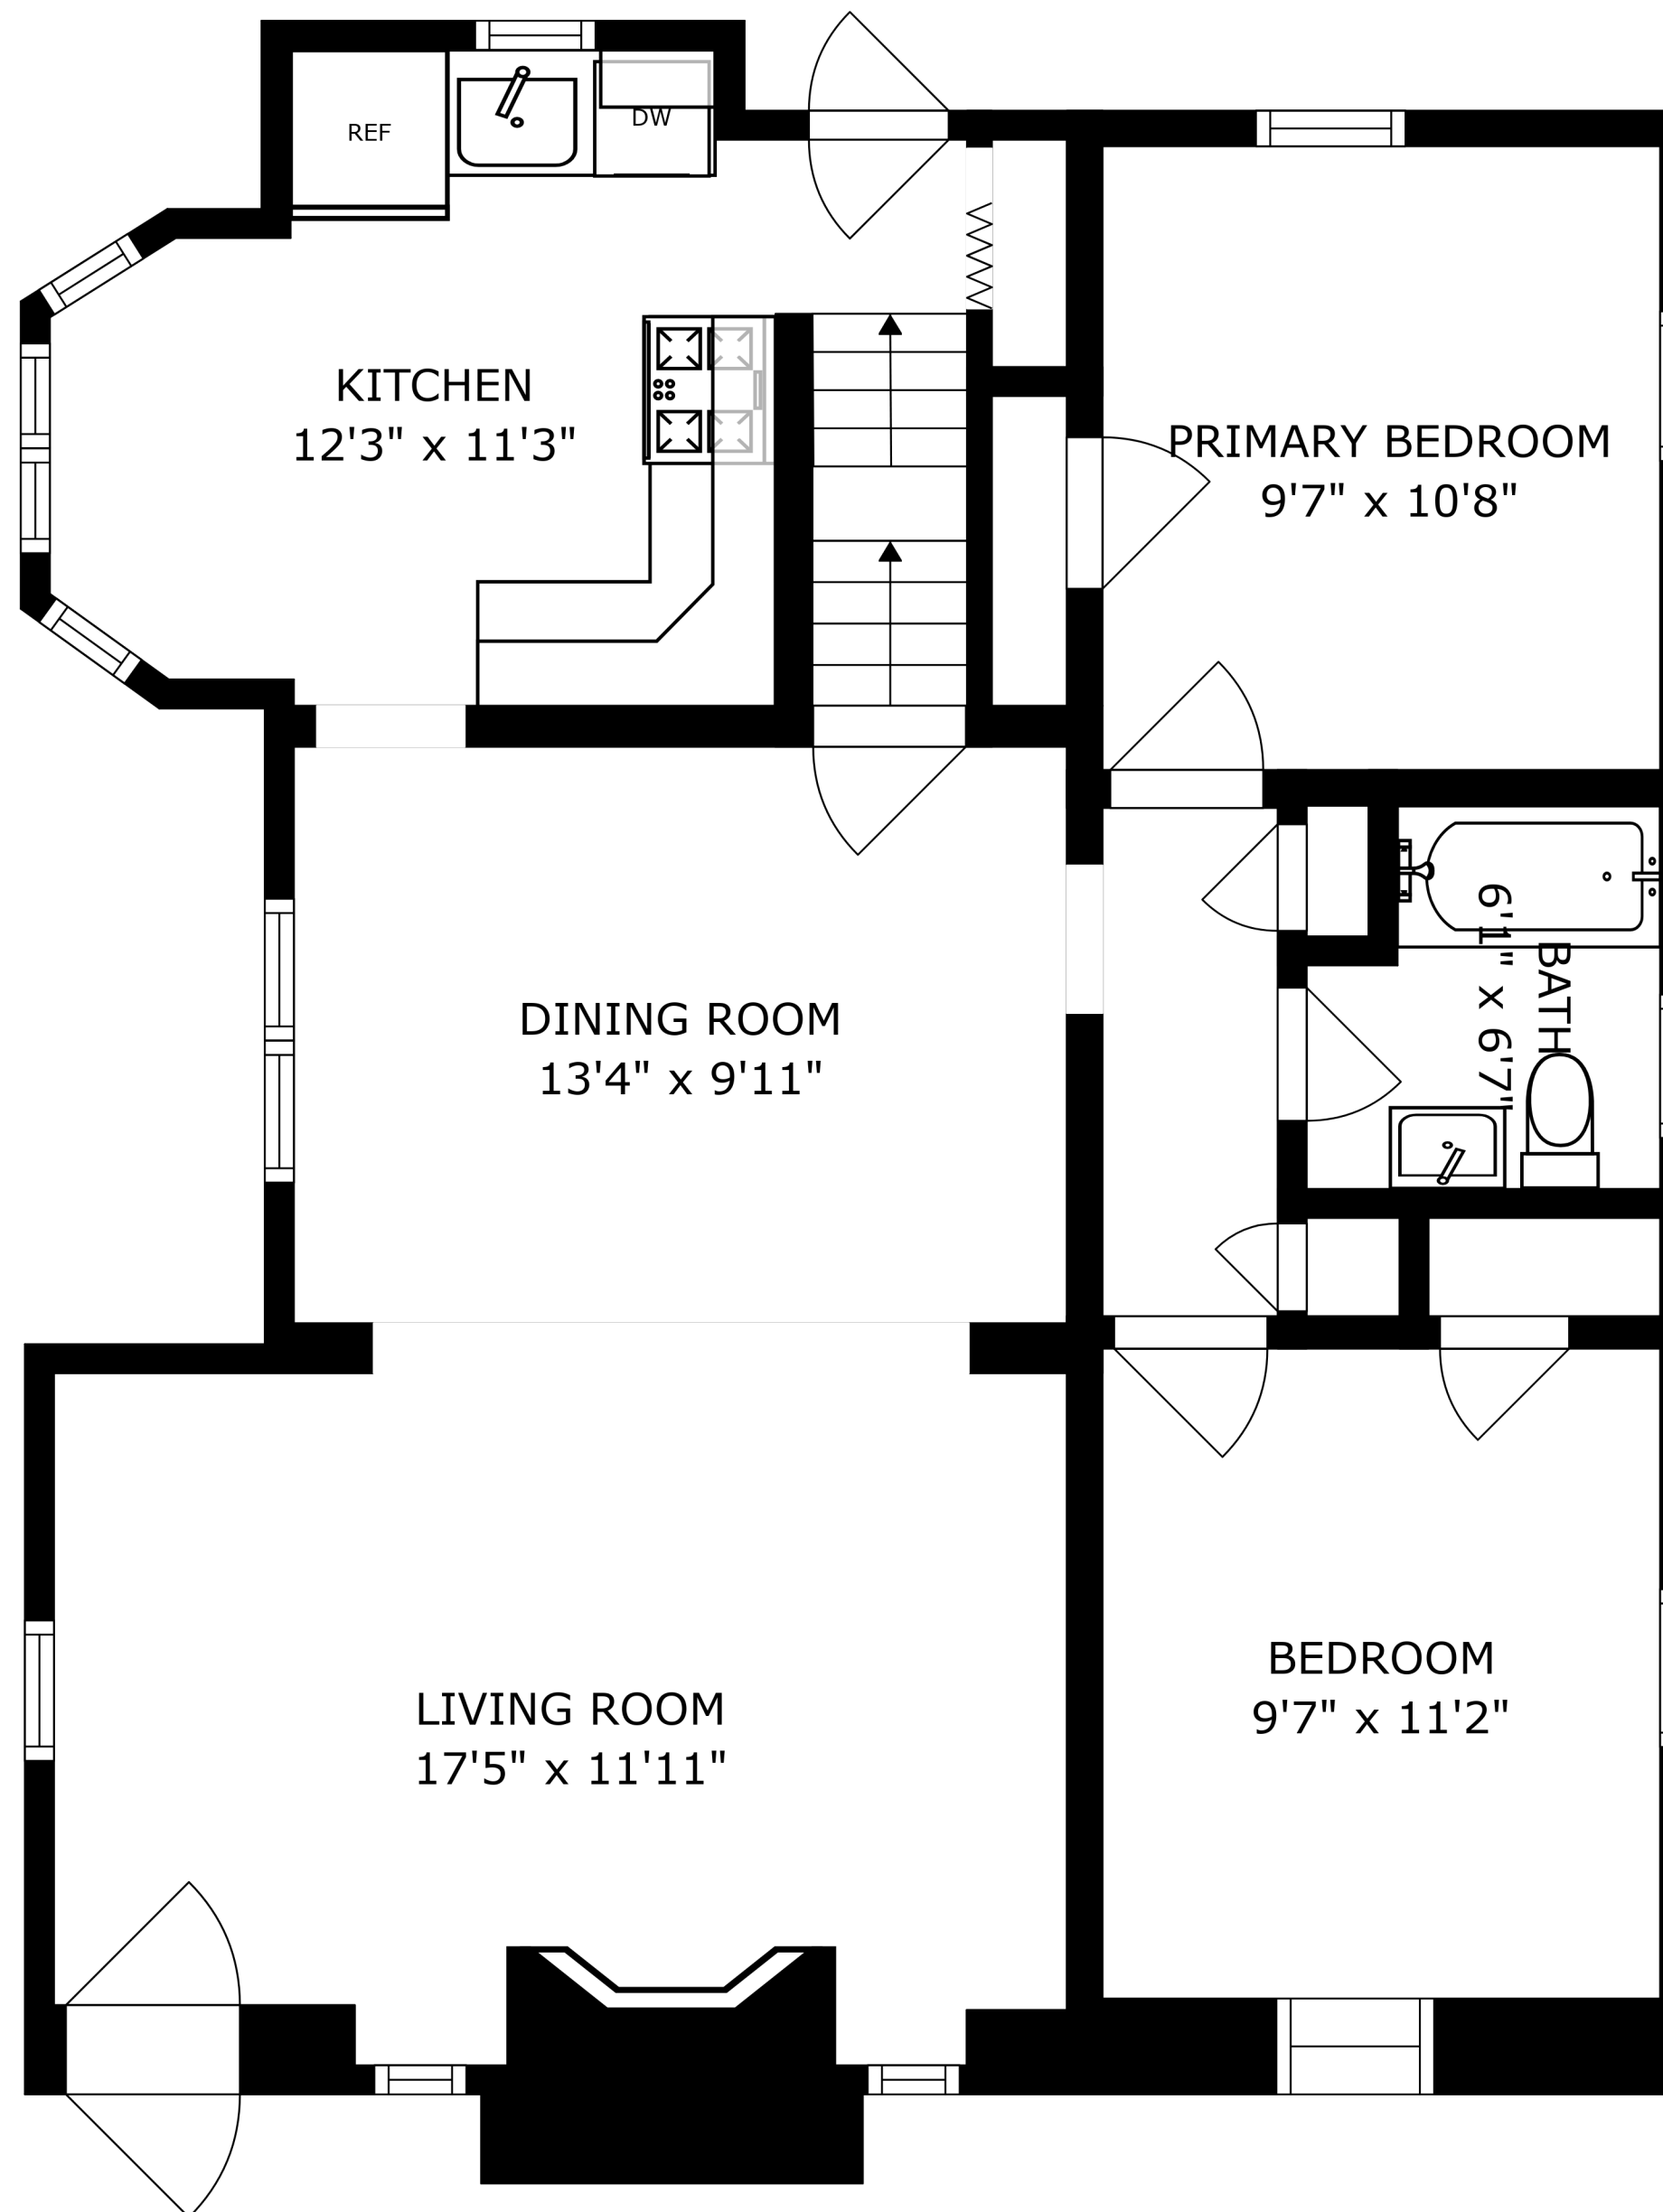 REF
DW
KITCHEN
12'3" x 11'3"
PRIMARY BEDROOM
9'7" x 10'8"
BATH
6'1" x 6'7"
DINING ROOM
13'4" x 9'11"
BEDROOM
9'7" x 11'2"
LIVING ROOM
17'5" x 11'11"